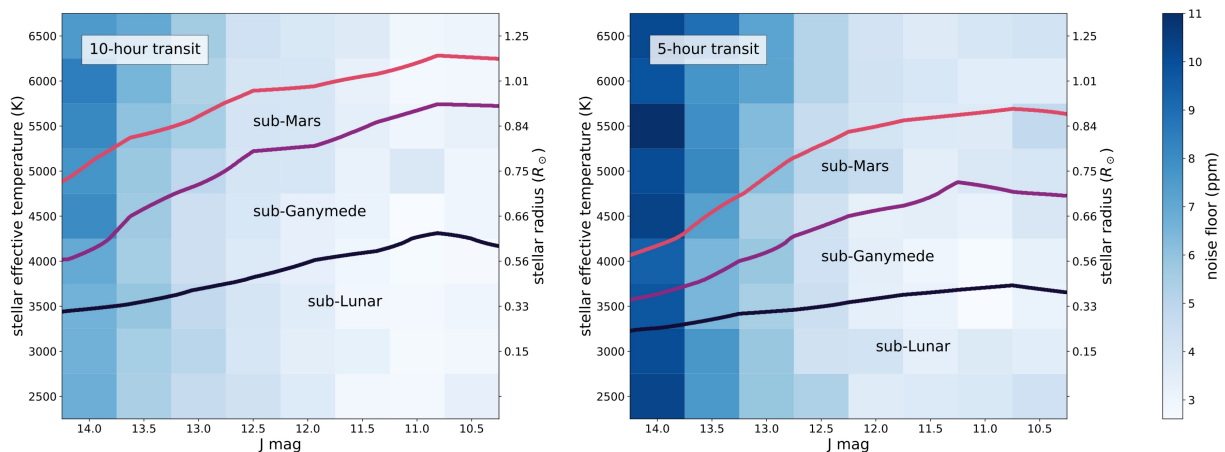 10-hour transit
sub-Mars
sub-Ganymede
sub-Lunar
stellar effective temperature (K)
6500
6000
5500
5000
4500
4000
3500
3000
2500
14.0 13.5 13.0 12.5 12.0 11.5 11.0 10.5
J mag
1.25
1.01
0.84
0.75
0.66
0.56
0.33
0.15
stellar radius (R⊙)
5-hour transit
sub-Mars
sub-Ganymede
sub-Lunar
stellar effective temperature (K)
6500
6000
5500
5000
4500
4000
3500
3000
2500
14.0 13.5 13.0 12.5 12.0 11.5 11.0 10.5
J mag
1.25
1.01
0.84
0.75
0.66
0.56
0.33
0.15
stellar radius (R⊙)
11
10
9
8
7
6
5
4
3
noise floor (ppm)